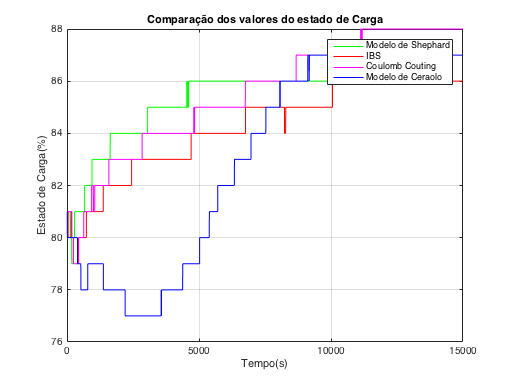 Comparação dos valores do estado de Carga
88
86
84
82
80
78
76
Estado de Carga(%)
Modelo de Shephard
IBS
Coulomb Couting
Modelo de Ceraolo
0
5000
10000
15000
Tempo(s)